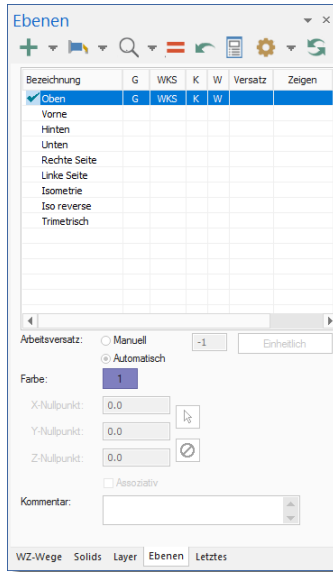 Ebenen
Bezeichnung G WKS K W Versatz Zeigen
Oben G WKS K W
Vorne
Hinten
Unten
Rechte Seite
Linke Seite
Isometrie
Iso reverse
Trimetrisch
Arbeitsversatz: Manuell -1 Einheitlich
Automatisch
Farbe: 1
X-Nullpunkt: 0.0
Y-Nullpunkt: 0.0
Z-Nullpunkt: 0.0
Assoziativ
Kommentar:
WZ-Wege Solids Layer Ebenen Letztes